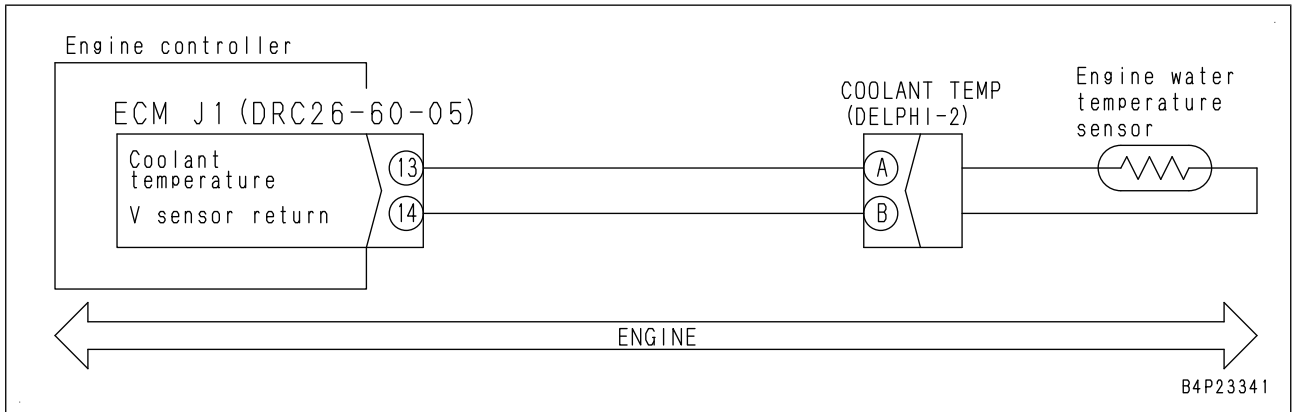 Engine controller
ECM J1 (DRC26-60-05)
Coolant
temperature
V sensor return
13
14
COOLANT TEMP
(DELPHI-2)
A
B
Engine water
temperature
sensor
ENGINE
B4P23341